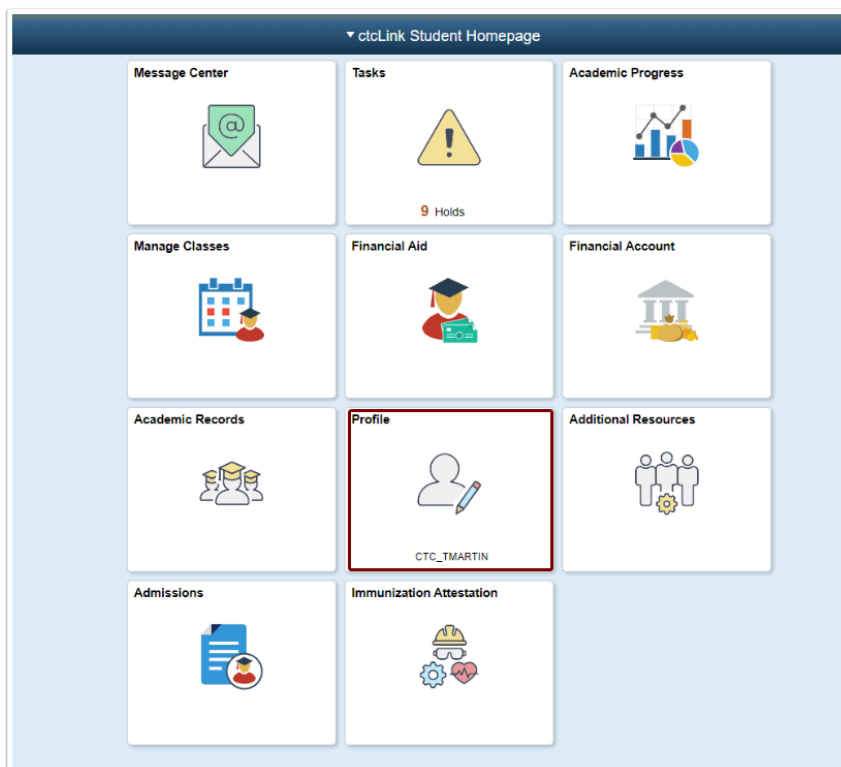 ctcLink Student Homepage
Message Center
Tasks
Academic Progress
@
9 Holds
Manage Classes
Financial Aid
Financial Account
Academic Records
Profile
Additional Resources
CTC_TMARTIN
Admissions
Immunization Attestation